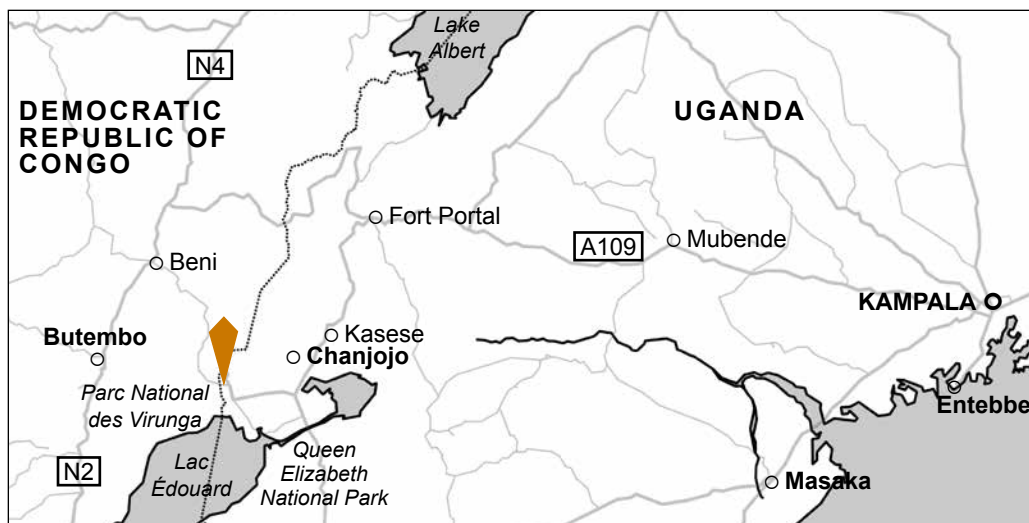 Lake
Albert
N4
DEMOCRATIC
REPUBLIC OF
CONGO
UGANDA
Fort Portal
A109
Mubende
Beni
KAMPALA
Butembo
Kasese
Chanjojo
Parc National
des Virunga
Entebbe
Queen
Elizabeth
National Park
Lac
Édouard
N2
Masaka